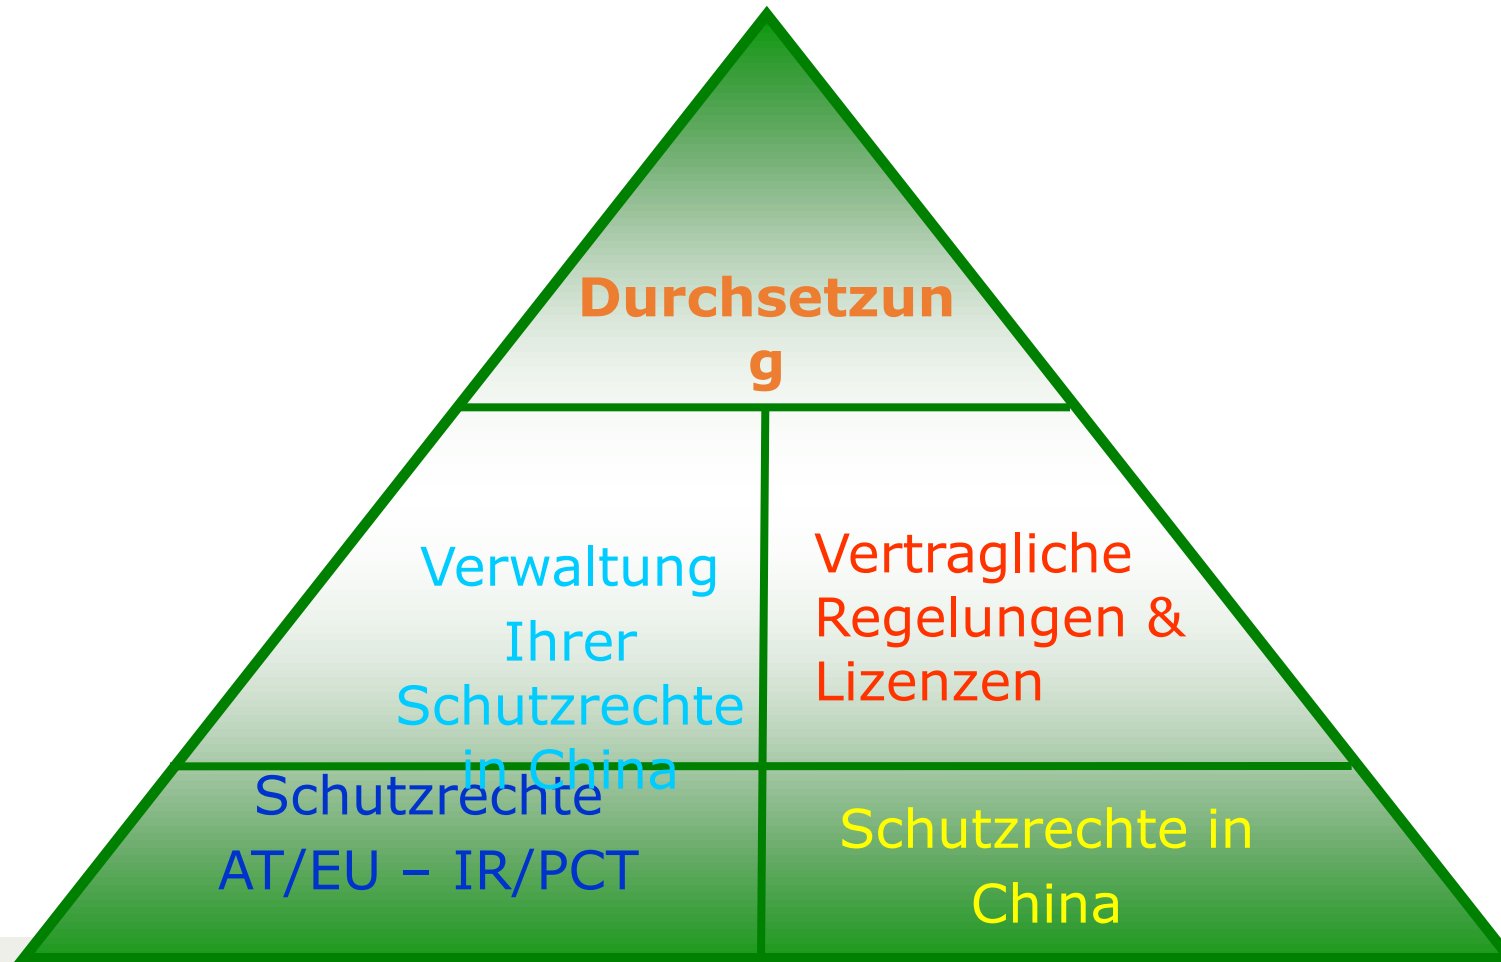 Durchsetzun
g
Verwaltung
Ihrer
Schutzrechte
in China
Vertragliche
Regelungen &
Lizenzen
Schutzrechte
AT/EU – IR/PCT
Schutzrechte in
China